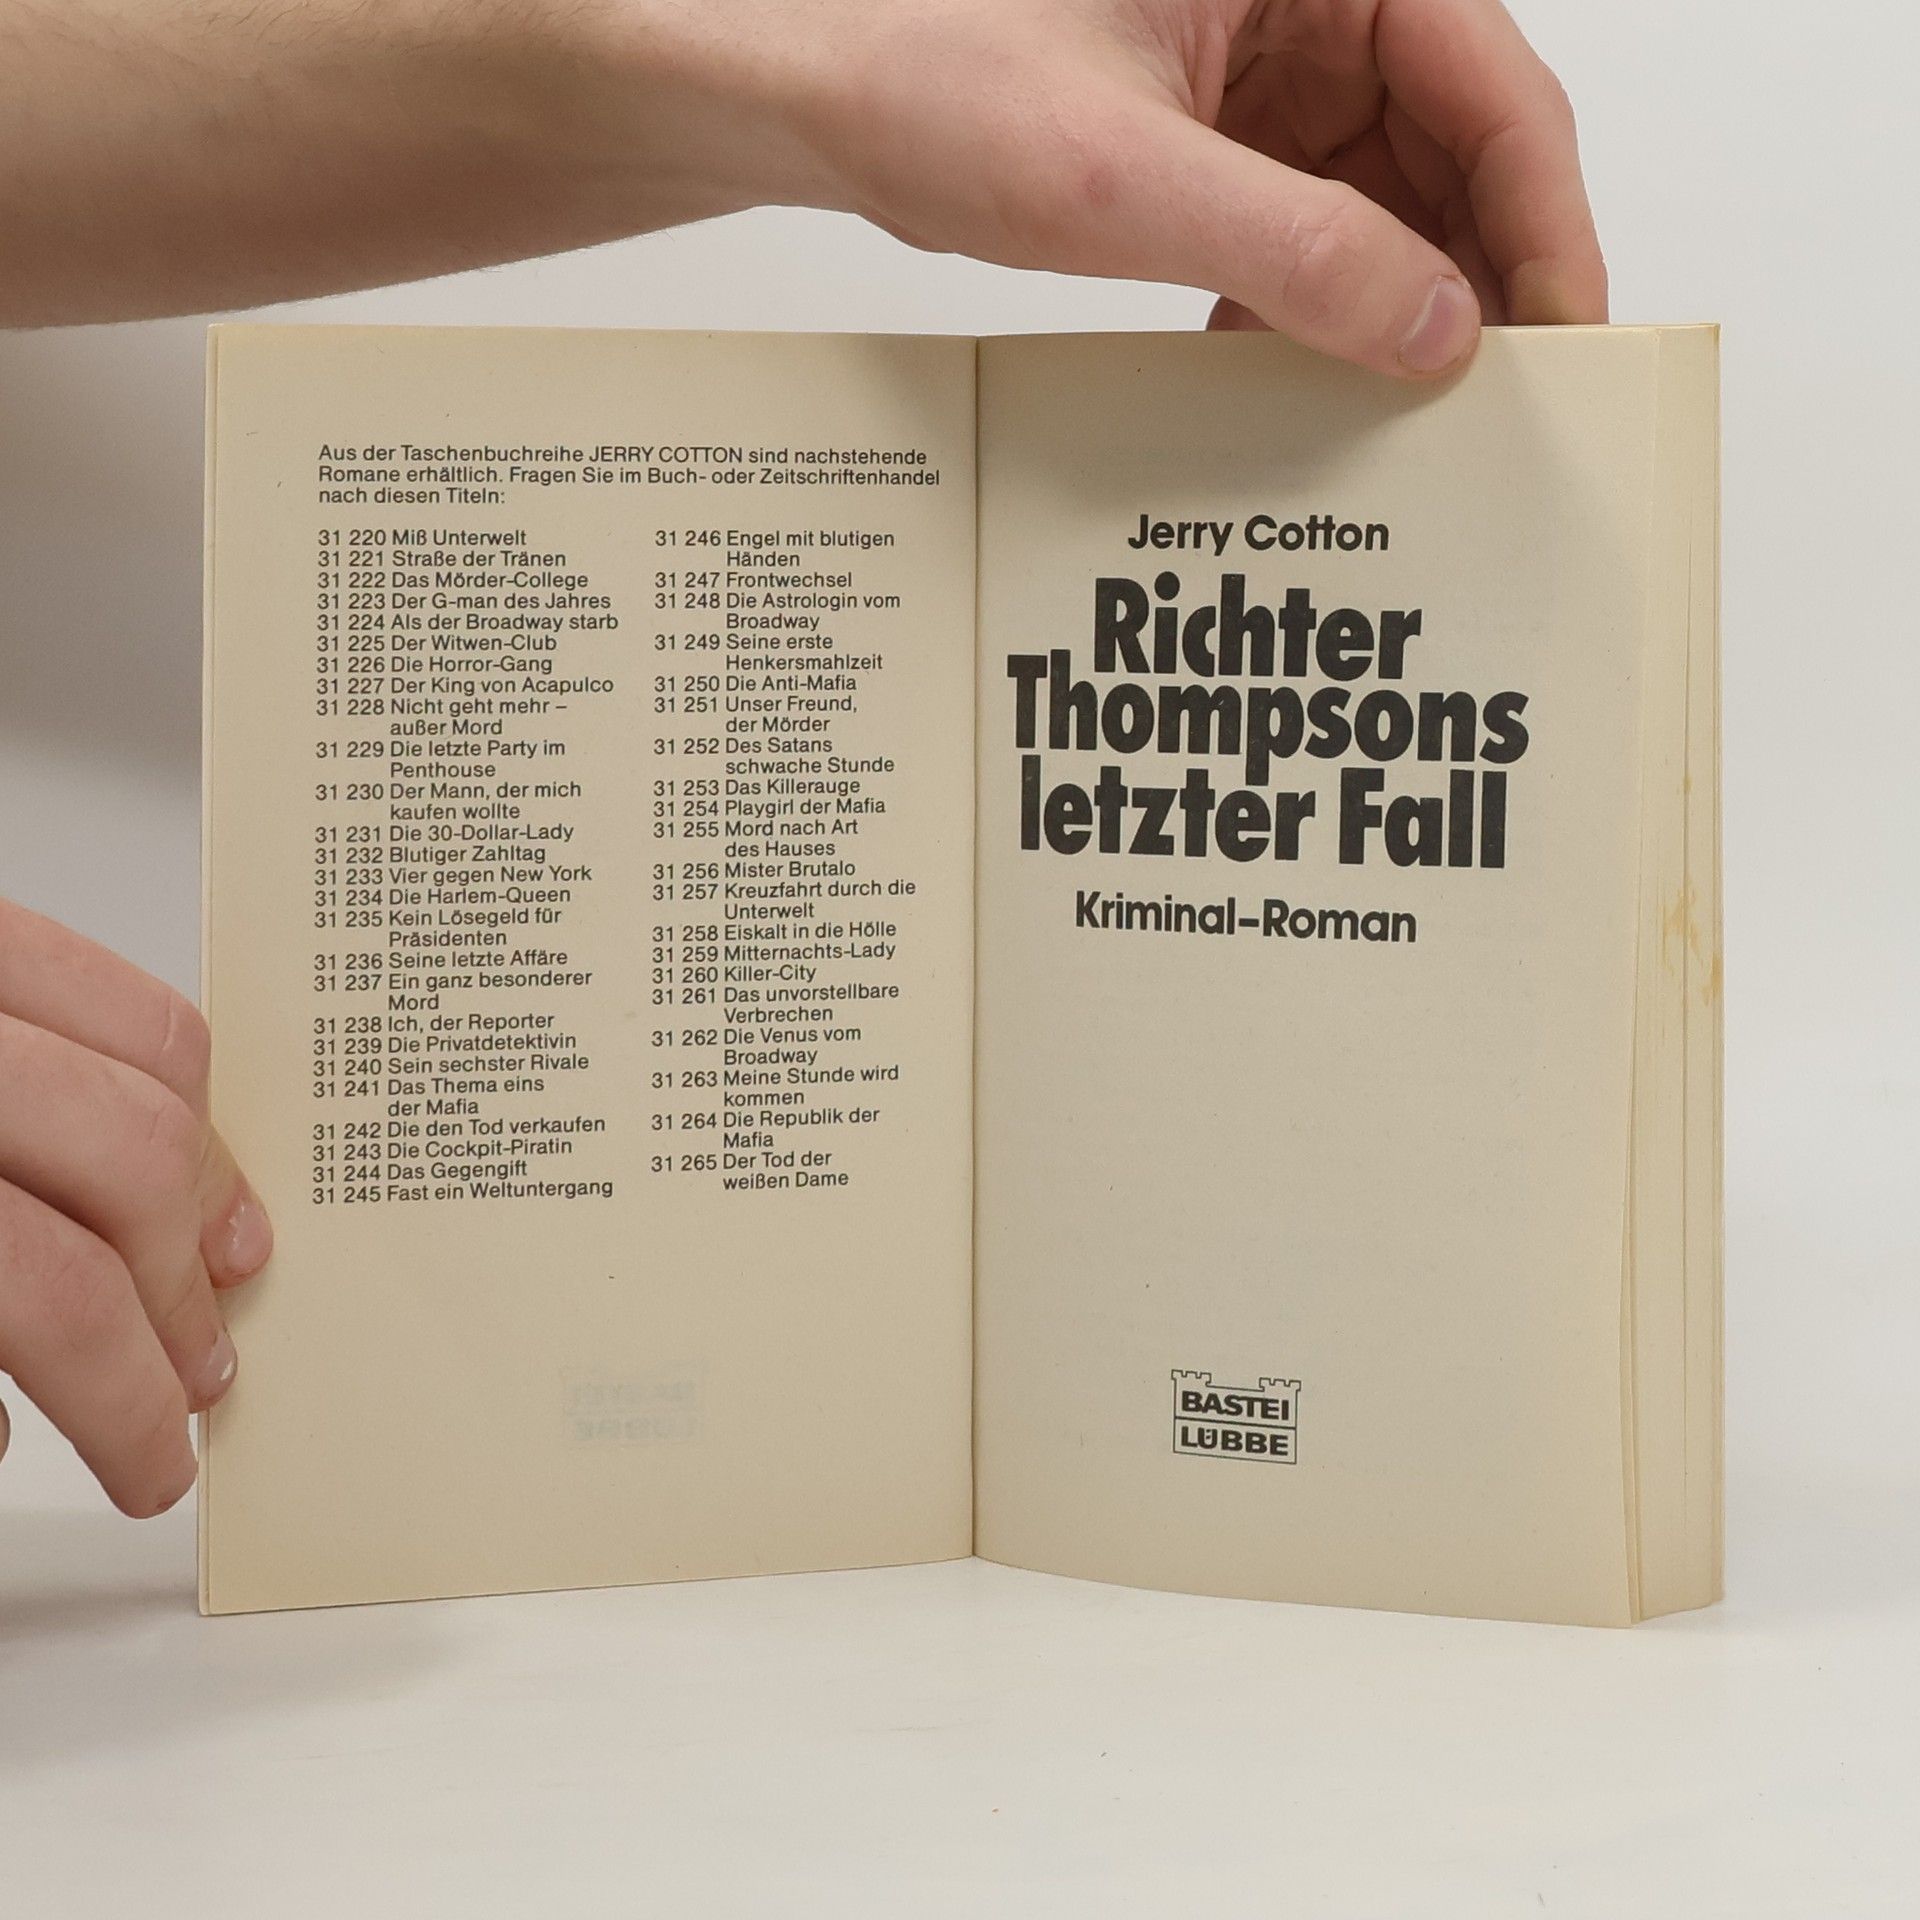 Aus der Taschenbuchreihe JERRY COTTON sind nachstehende
Romane erhältlich. Fragen Sie im Buch- oder Zeitschriftenhandel
nach diesen Titeln:
31 220 Miß Unterwelt
31 221 Straße der Tränen
31 222 Das Mörder-College
31 223 Der G-man des Jahres
31 224 Als der Broadway starb
31 225 Der Witwen-Club
31 226 Die Horror-Gang
31 227 Der King von Acapulco
31 228 Nicht geht mehr –
außer Mord
31 229 Die letzte Party im
Penthouse
31 230 Der Mann, der mich
kaufen wollte
31 231 Die 30-Dollar-Lady
31 232 Blutiger Zahltag
31 233 Vier gegen New York
31 234 Die Harlem-Queen
31 235 Kein Lösegeld für
Präsidenten
31 236 Seine letzte Affäre
31 237 Ein ganz besonderer
Mord
31 238 Ich, der Reporter
31 239 Die Privatdetektivin
31 240 Sein sechster Rivale
31 241 Das Thema eins
der Mafia
31 242 Die den Tod verkaufen
31 243 Die Cockpit-Piratin
31 244 Das Gegengift
31 245 Fast ein Weltuntergang
31 246 Engel mit blutigen
Händen
31 247 Frontwechsel
31 248 Die Astrologin vom
Broadway
31 249 Seine erste
Henkersmahlzeit
31 250 Die Anti-Mafia
31 251 Unser Freund,
der Mörder
31 252 Des Satans
schwache Stunde
31 253 Das Killerauge
31 254 Playgirl der Mafia
31 255 Mord nach Art
des Hauses
31 256 Mister Brutalo
31 257 Kreuzfahrt durch die
Unterwelt
31 258 Eiskalt in die Hölle
31 259 Mitternachts-Lady
31 260 Killer-City
31 261 Das unvorstellbare
Verbrechen
31 262 Die Venus vom
Broadway
31 263 Meine Stunde wird
kommen
31 264 Die Republik der
Mafia
31 265 Der Tod der
weißen Dame
Jerry Cotton
Richter
Thompsons
letzter Fall
Kriminal-Roman
BASTEI
LÜBBE